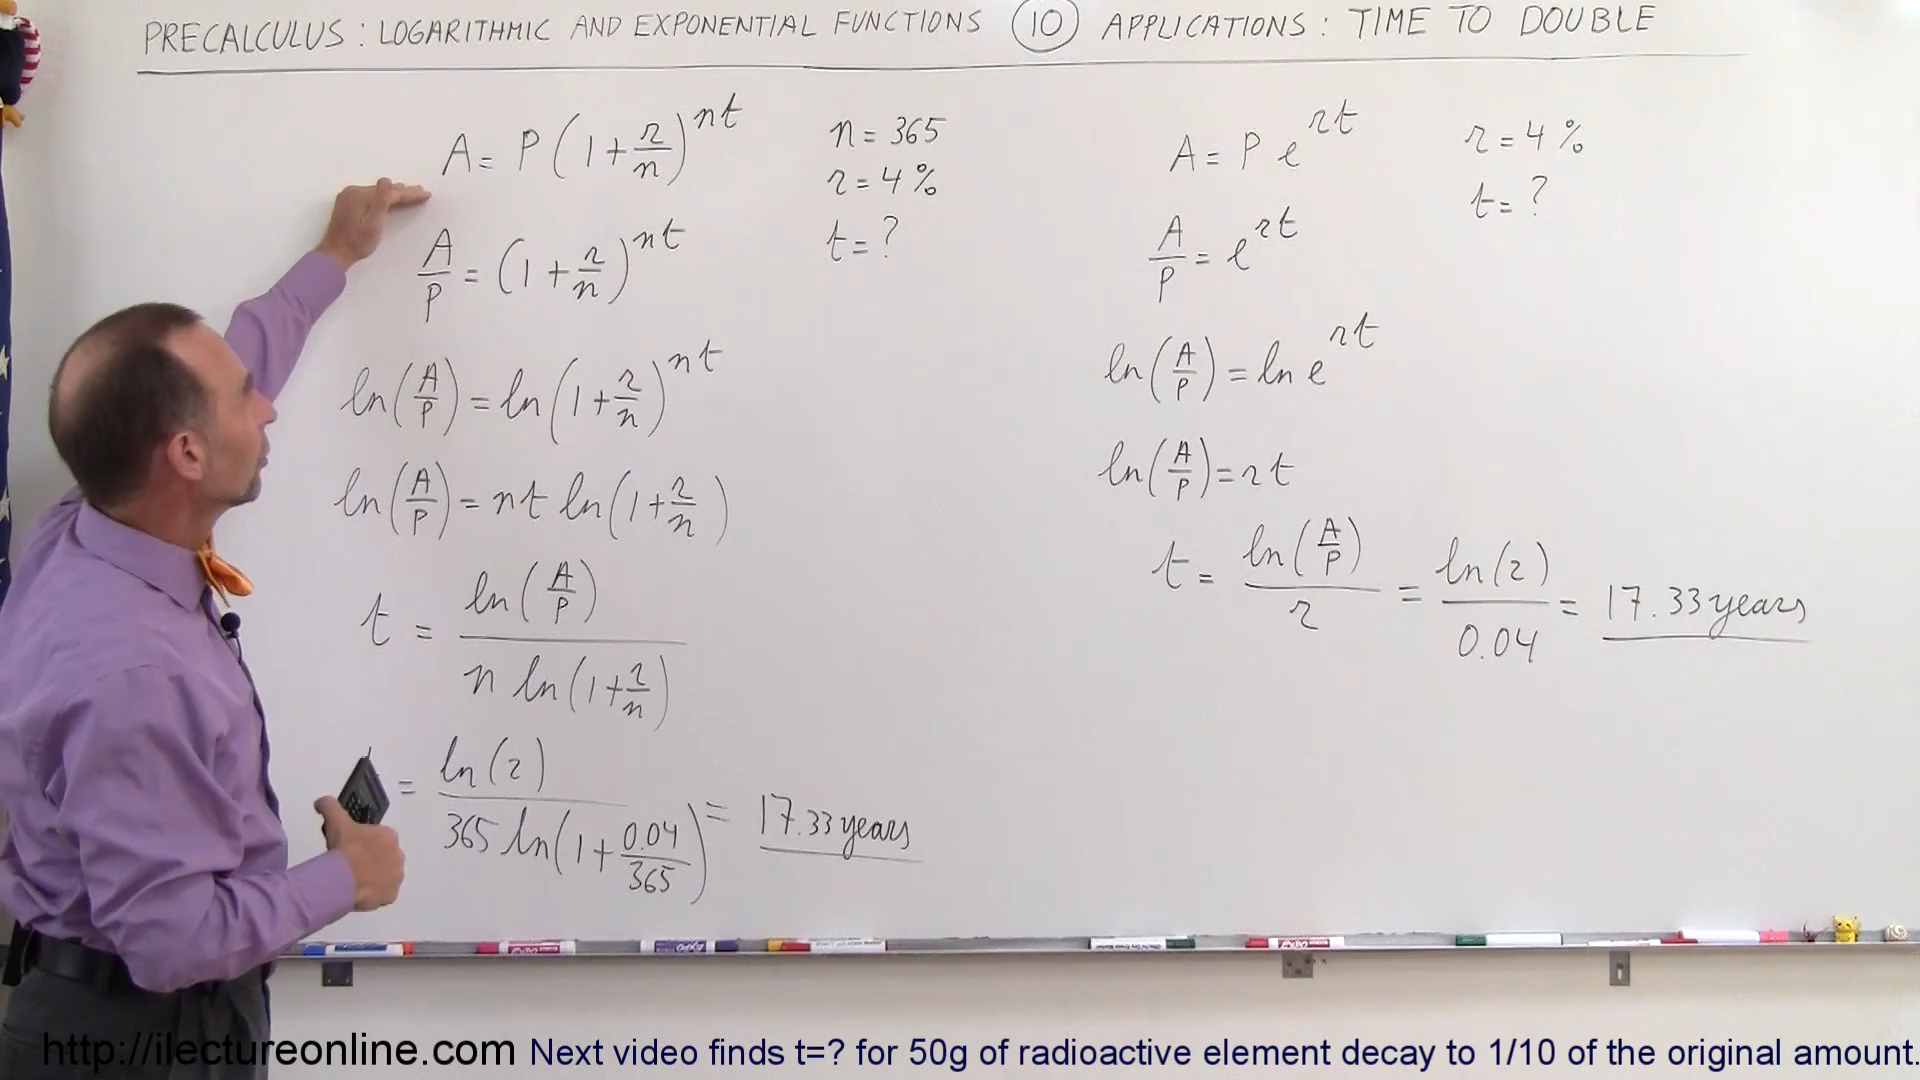 PRECALCULUS: LOGARITHMIC AND EXPONENTIAL FUNCTIONS (10) APPLICATIONS: TIME TO DOUBLE
A = P (1 + r/n)^nt
n = 365
r = 4%
t = ?
A/P = (1 + r/n)^nt
ln(A/P) = ln(1 + r/n)^nt
ln(A/P) = nt ln(1 + r/n)
t = ln(A/P) / n ln(1 + r/n)
= ln(2) / 365 ln(1 + 0.04/365) = 17.33 years
A = P e^rt
r = 4%
t = ?
A/P = e^rt
ln(A/P) = ln e^rt
ln(A/P) = rt
t = ln(A/P) / r = ln(2) / 0.04 = 17.33 years
http://ilectureonline.com Next video finds t=? for 50g of radioactive element decay to 1/10 of the original amount.